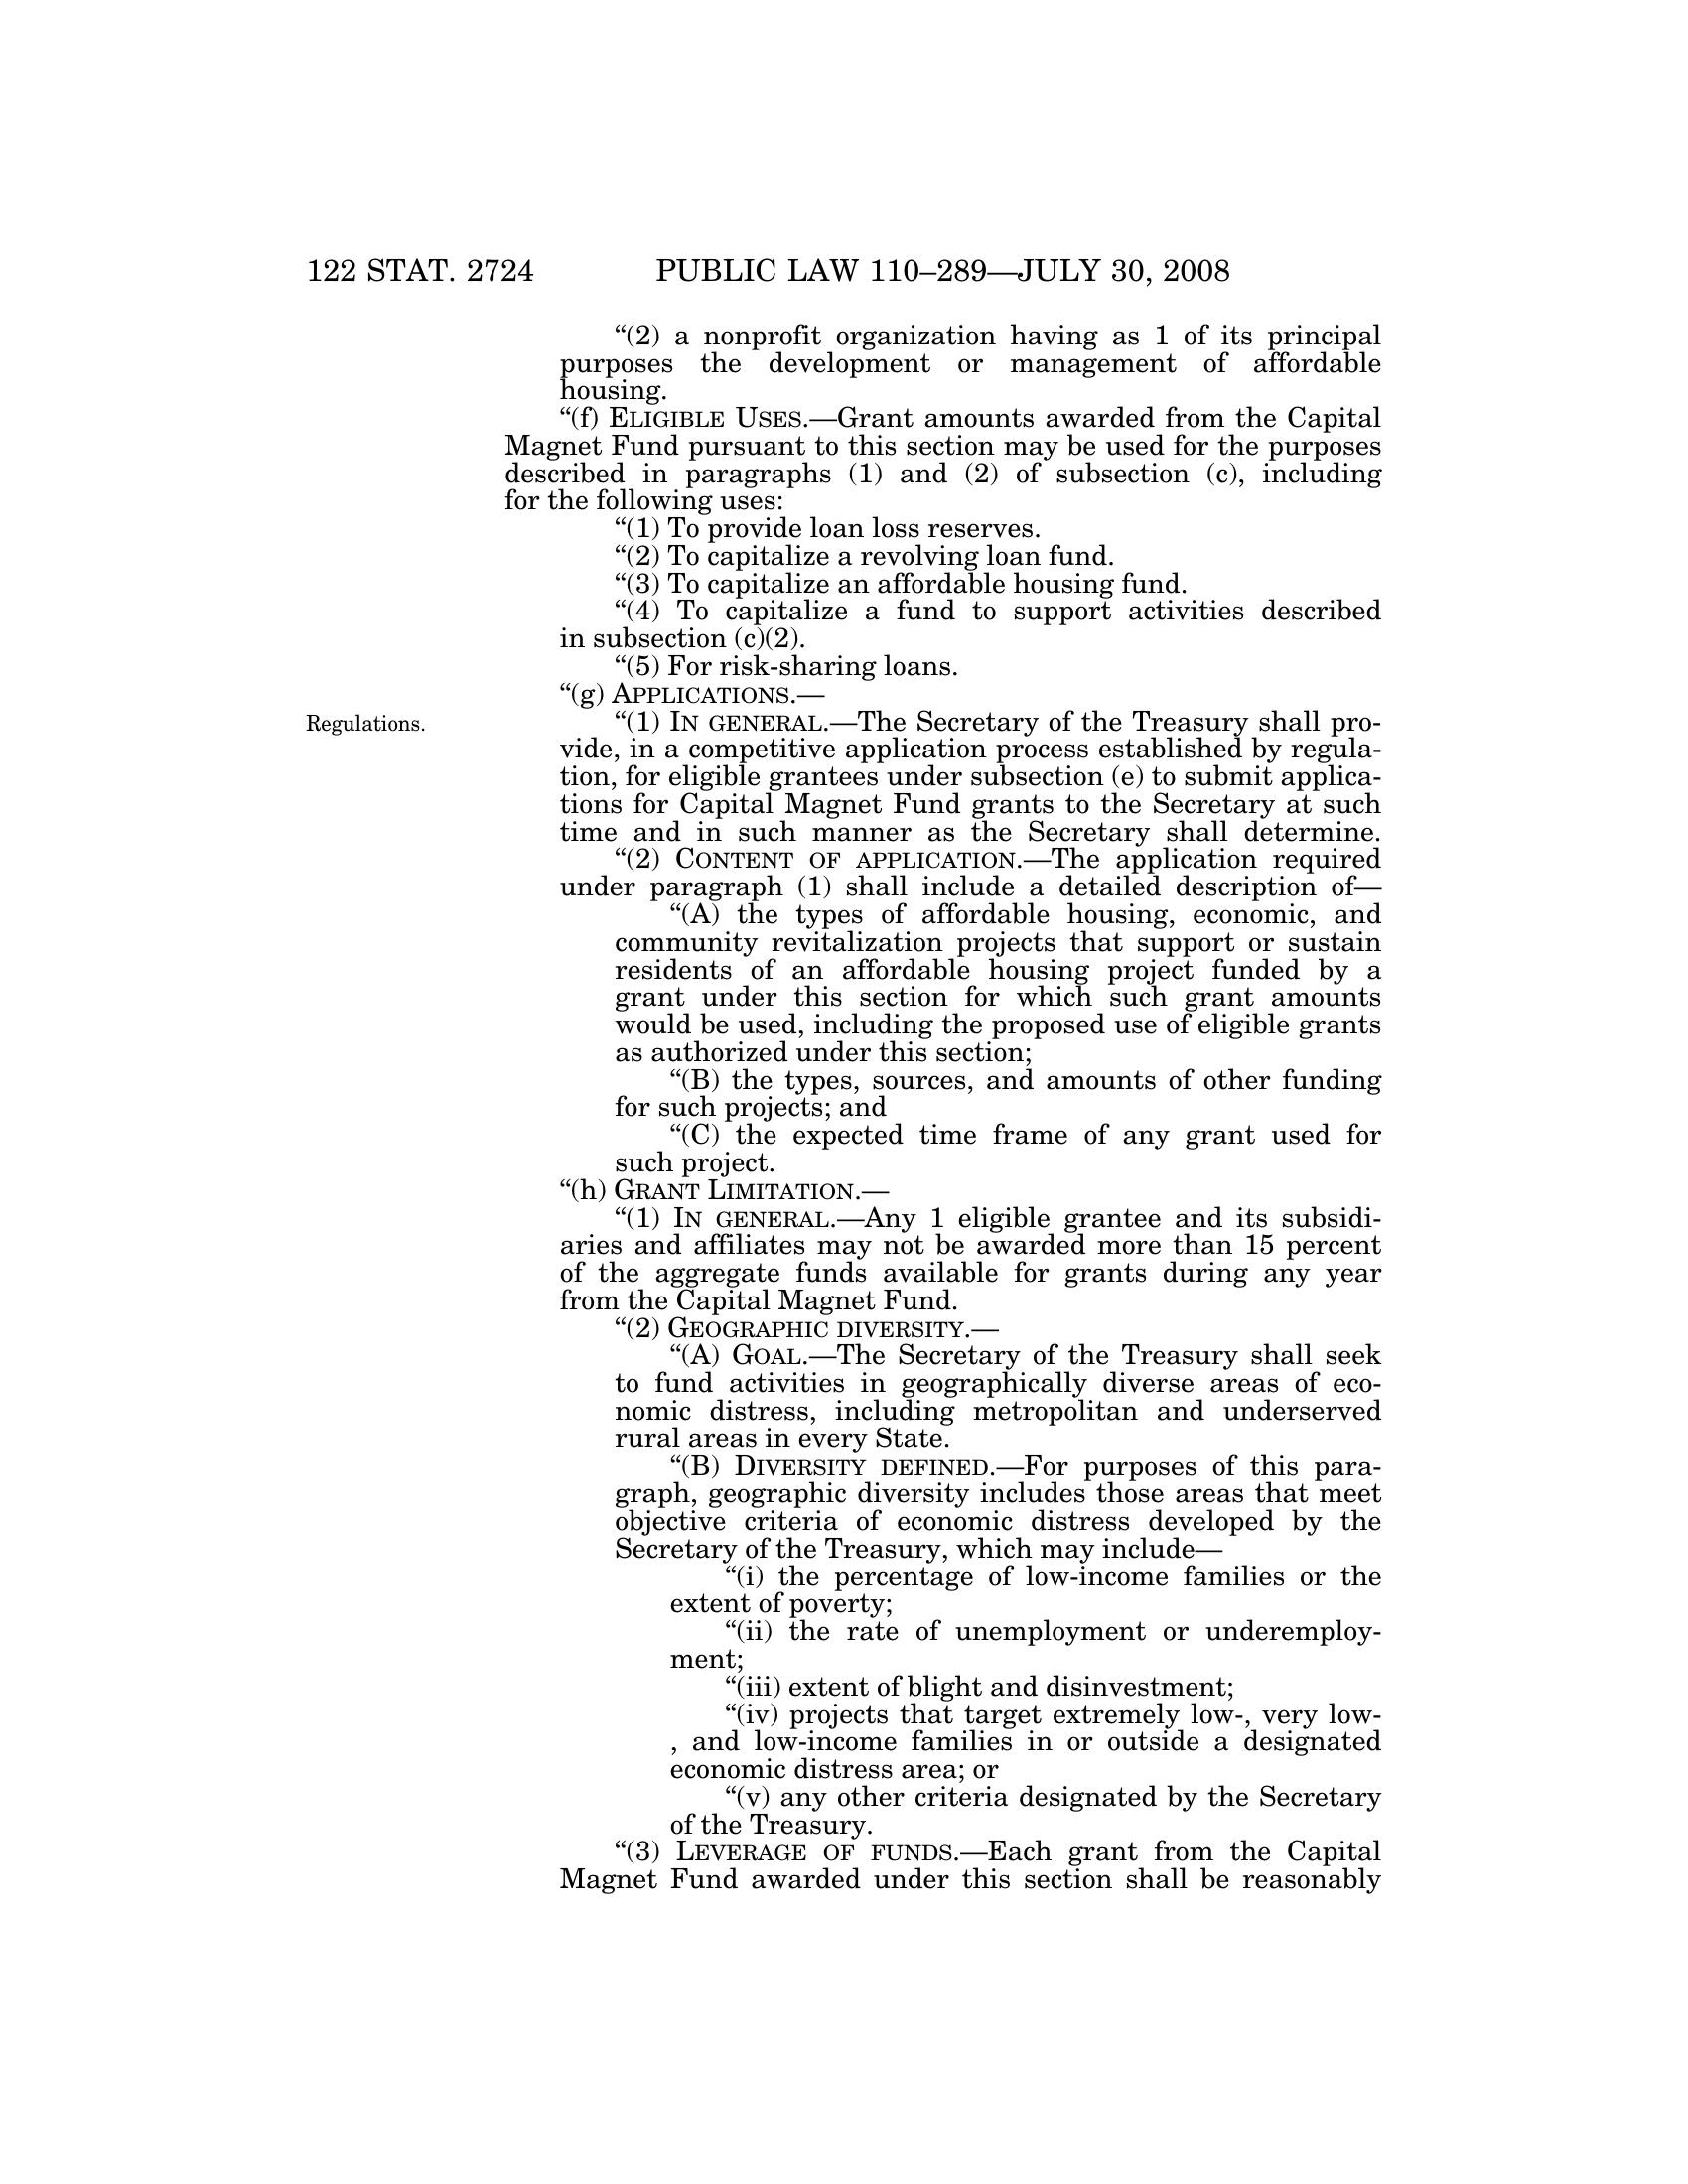 122 STAT. 2724 PUBLIC LAW 110–289—JULY 30, 2008
“(2) a nonprofit organization having as 1 of its principal
purposes the development or management of affordable
housing.
“(f) ELIGIBLE USES.—Grant amounts awarded from the Capital
Magnet Fund pursuant to this section may be used for the purposes
described in paragraphs (1) and (2) of subsection (c), including
for the following uses:
“(1) To provide loan loss reserves.
“(2) To capitalize a revolving loan fund.
“(3) To capitalize an affordable housing fund.
“(4) To capitalize a fund to support activities described
in subsection (c)(2).
“(5) For risk-sharing loans.
“(g) APPLICATIONS.—
Regulations.
“(1) IN GENERAL.—The Secretary of the Treasury shall pro-
vide, in a competitive application process established by regula-
tion, for eligible grantees under subsection (e) to submit applica-
tions for Capital Magnet Fund grants to the Secretary at such
time and in such manner as the Secretary shall determine.
“(2) CONTENT OF APPLICATION.—The application required
under paragraph (1) shall include a detailed description of—
“(A) the types of affordable housing, economic, and
community revitalization projects that support or sustain
residents of an affordable housing project funded by a
grant under this section for which such grant amounts
would be used, including the proposed use of eligible grants
as authorized under this section;
“(B) the types, sources, and amounts of other funding
for such projects; and
“(C) the expected time frame of any grant used for
such project.
“(h) GRANT LIMITATION.—
“(1) IN GENERAL.—Any 1 eligible grantee and its subsidi-
aries and affiliates may not be awarded more than 15 percent
of the aggregate funds available for grants during any year
from the Capital Magnet Fund.
“(2) GEOGRAPHIC DIVERSITY.—
“(A) GOAL.—The Secretary of the Treasury shall seek
to fund activities in geographically diverse areas of eco-
nomic distress, including metropolitan and underserved
rural areas in every State.
“(B) DIVERSITY DEFINED.—For purposes of this para-
graph, geographic diversity includes those areas that meet
objective criteria of economic distress developed by the
Secretary of the Treasury, which may include—
“(i) the percentage of low-income families or the
extent of poverty;
“(ii) the rate of unemployment or underemploy-
ment;
“(iii) extent of blight and disinvestment;
“(iv) projects that target extremely low-, very low-
, and low-income families in or outside a designated
economic distress area; or
“(v) any other criteria designated by the Secretary
of the Treasury.
“(3) LEVERAGE OF FUNDS.—Each grant from the Capital
Magnet Fund awarded under this section shall be reasonably